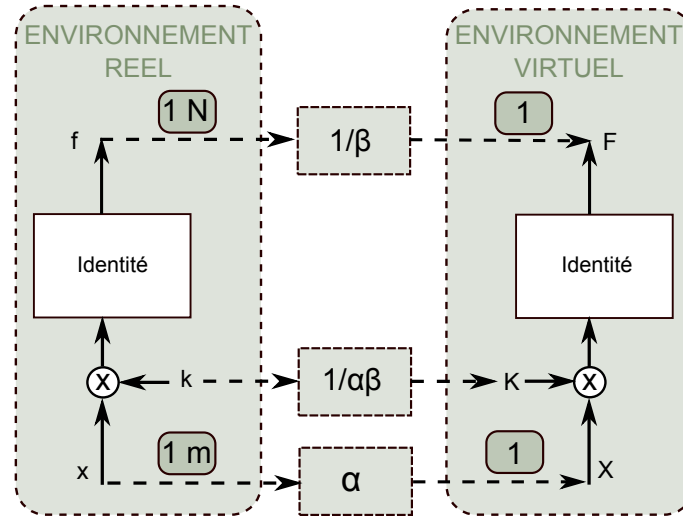 ENVIRONNEMENT
REEL
ENVIRONNEMENT
VIRTUEL
1 N
1
f
1/β
F
Identité
Identité
X
k
1/αβ
K
X
1 m
1
x
α
X